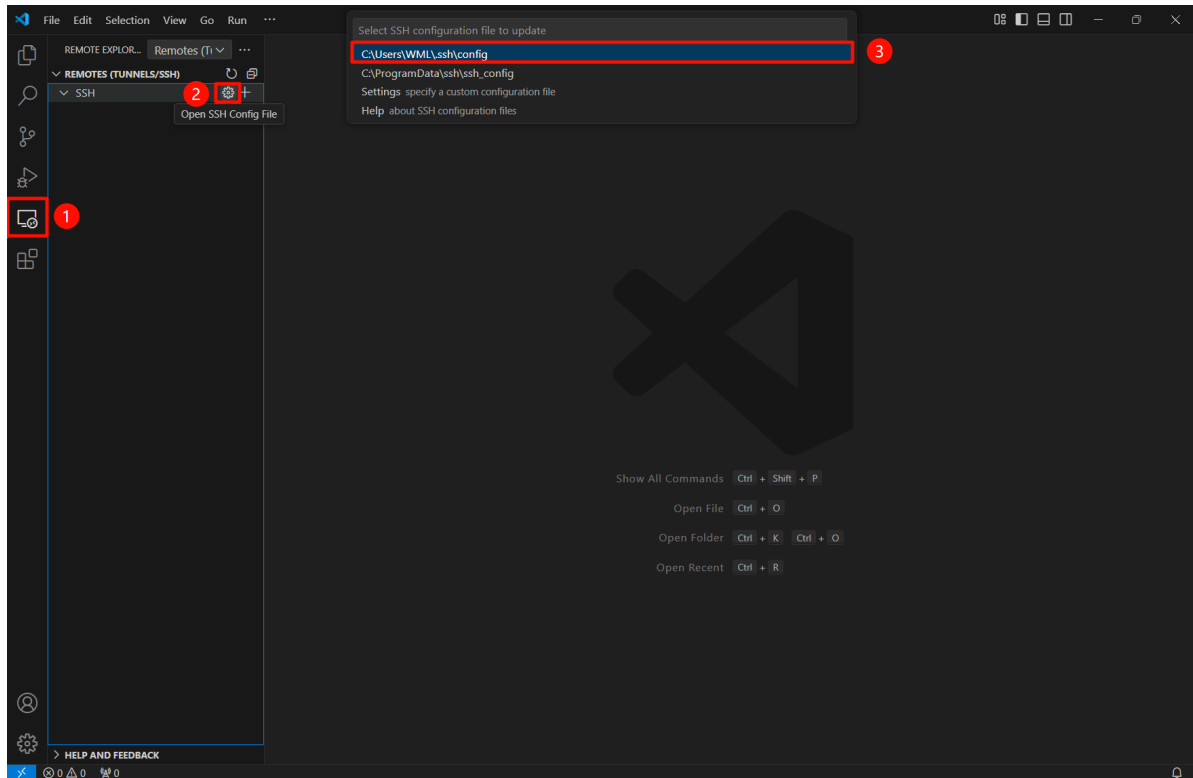 File Edit Selection View Go Run ···
Select SSH configuration file to update
C:\Users\WML\.ssh\config
3
C:\ProgramData\ssh\ssh_config
Settings specify a custom configuration file
Help about SSH configuration files
REMOTE EXPLOR... Remotes (Tu ···
REMOTES (TUNNELS/SSH)
SSH 2
Open SSH Config File
1
Show All Commands Ctrl + Shift + P
Open File Ctrl + O
Open Folder Ctrl + K Ctrl + O
Open Recent Ctrl + R
HELP AND FEEDBACK
0 0 0